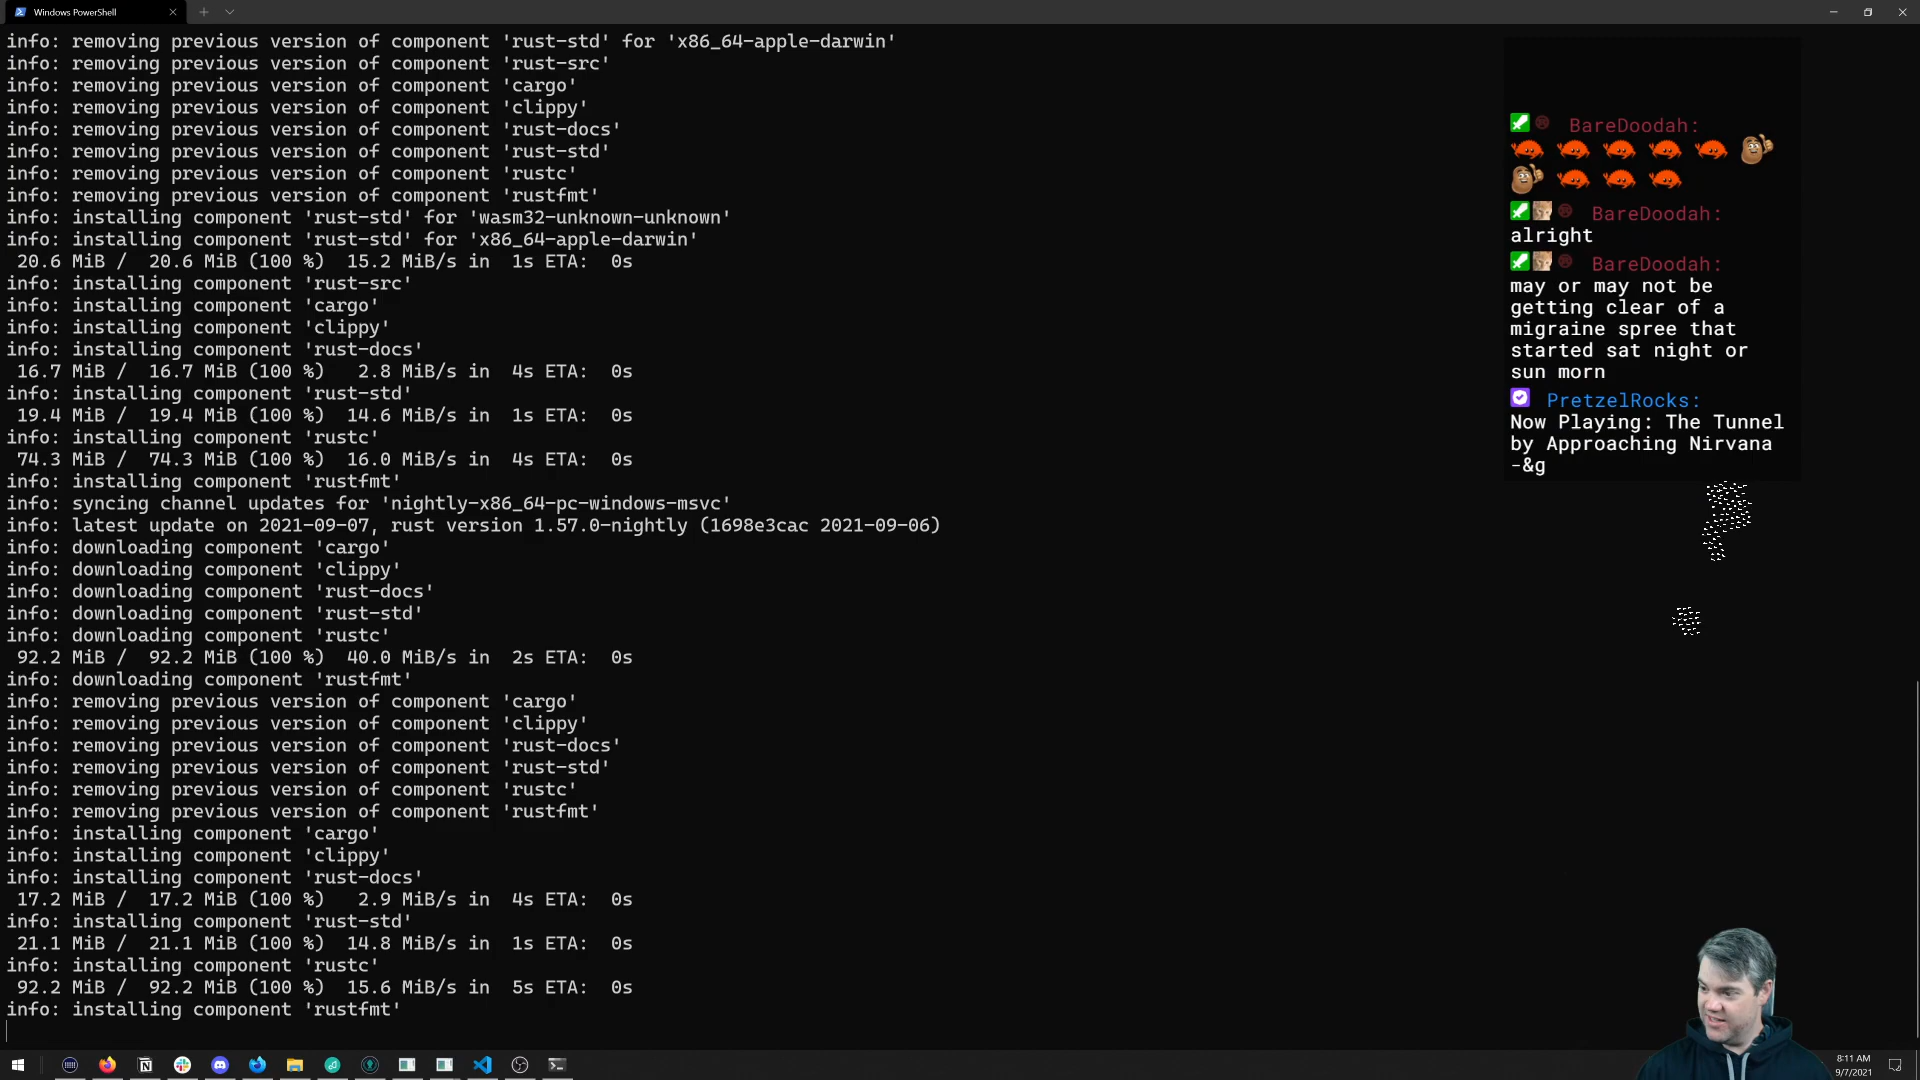 Windows PowerShell
info: removing previous version of component 'rust-std' for 'x86_64-apple-darwin'
info: removing previous version of component 'rust-src'
info: removing previous version of component 'cargo'
info: removing previous version of component 'clippy'
info: removing previous version of component 'rust-docs'
info: removing previous version of component 'rust-std'
info: removing previous version of component 'rustc'
info: removing previous version of component 'rustfmt'
info: installing component 'rust-std' for 'wasm32-unknown-unknown'
info: installing component 'rust-std' for 'x86_64-apple-darwin'
20.6 MiB / 20.6 MiB (100 %) 15.2 MiB/s in 1s ETA: 0s
info: installing component 'rust-src'
info: installing component 'cargo'
info: installing component 'clippy'
info: installing component 'rust-docs'
16.7 MiB / 16.7 MiB (100 %) 2.8 MiB/s in 4s ETA: 0s
info: installing component 'rust-std'
19.4 MiB / 19.4 MiB (100 %) 14.6 MiB/s in 1s ETA: 0s
info: installing component 'rustc'
74.3 MiB / 74.3 MiB (100 %) 16.0 MiB/s in 4s ETA: 0s
info: installing component 'rustfmt'
info: syncing channel updates for 'nightly-x86_64-pc-windows-msvc'
info: latest update on 2021-09-07, rust version 1.57.0-nightly (1698e3cac 2021-09-06)
info: downloading component 'cargo'
info: downloading component 'clippy'
info: downloading component 'rust-docs'
info: downloading component 'rust-std'
info: downloading component 'rustc'
92.2 MiB / 92.2 MiB (100 %) 40.0 MiB/s in 2s ETA: 0s
info: downloading component 'rustfmt'
info: removing previous version of component 'cargo'
info: removing previous version of component 'clippy'
info: removing previous version of component 'rust-docs'
info: removing previous version of component 'rust-std'
info: removing previous version of component 'rustc'
info: removing previous version of component 'rustfmt'
info: installing component 'cargo'
info: installing component 'clippy'
info: installing component 'rust-docs'
17.2 MiB / 17.2 MiB (100 %) 2.9 MiB/s in 4s ETA: 0s
info: installing component 'rust-std'
21.1 MiB / 21.1 MiB (100 %) 14.8 MiB/s in 1s ETA: 0s
info: installing component 'rustc'
92.2 MiB / 92.2 MiB (100 %) 15.6 MiB/s in 5s ETA: 0s
info: installing component 'rustfmt'
BareDoodah:
BareDoodah:
alright
BareDoodah:
may or may not be
getting clear of a
migraine spree that
started sat night or
sun morn
PretzelRocks:
Now Playing: The Tunnel
by Approaching Nirvana
-&g
8:11 AM
9/7/2021